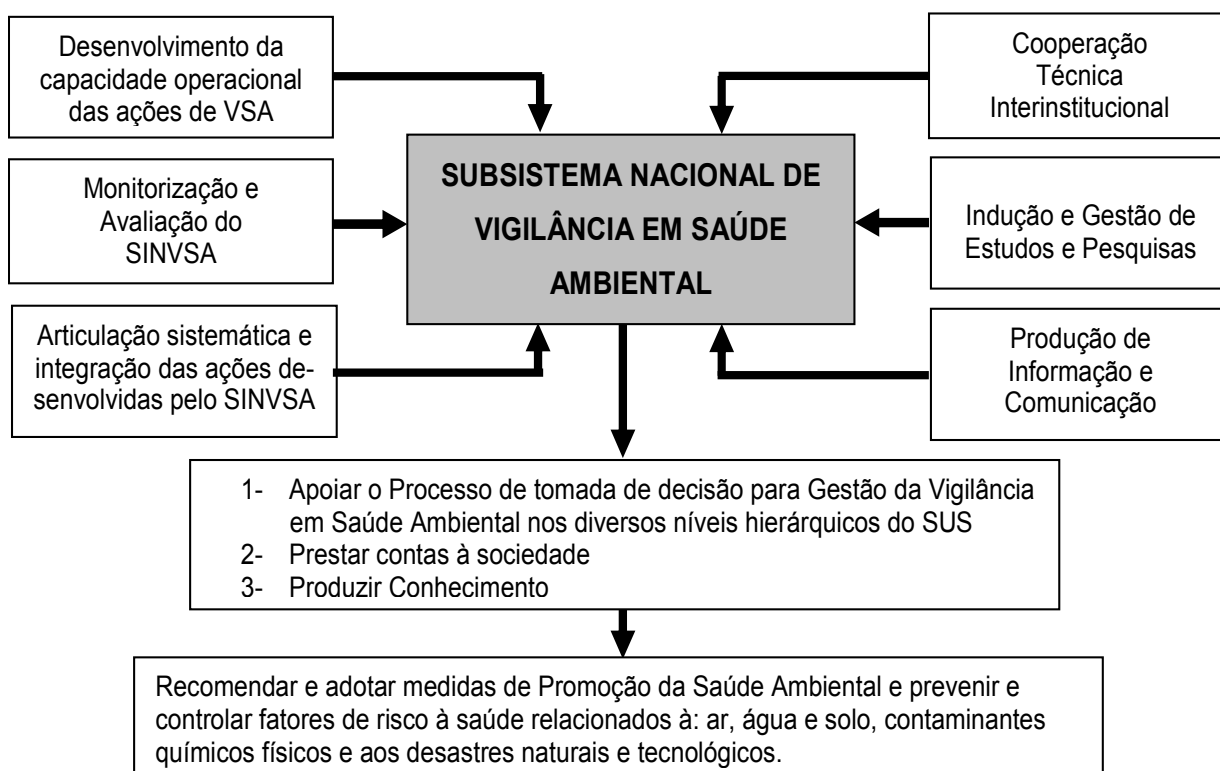 Desenvolvimento da
capacidade operacional
das ações de VSA
Cooperação
Técnica
Interinstitucional
SUBSISTEMA NACIONAL DE
VIGILÂNCIA EM SAÚDE
AMBIENTAL
Monitorização e
Avaliação do
SINVSA
Indução e Gestão de
Estudos e Pesquisas
Articulação sistemática e
integração das ações de-
senvolvidas pelo SINVSA
Produção de
Informação e
Comunicação
1- Apoiar o Processo de tomada de decisão para Gestão da Vigilância
em Saúde Ambiental nos diversos níveis hierárquicos do SUS
2- Prestar contas à sociedade
3- Produzir Conhecimento
Recomendar e adotar medidas de Promoção da Saúde Ambiental e prevenir e
controlar fatores de risco à saúde relacionados à: ar, água e solo, contaminantes
químicos físicos e aos desastres naturais e tecnológicos.